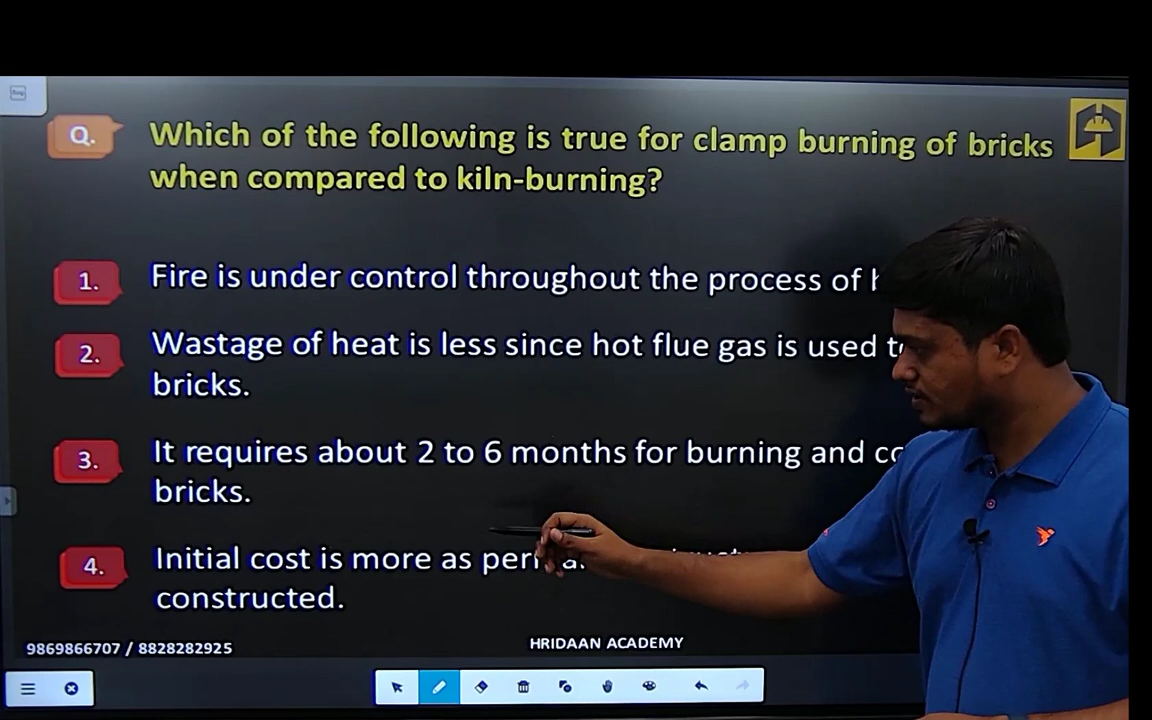 Q.
Which of the following is true for clamp burning of bricks
when compared to kiln-burning?
1.
Fire is under control throughout the process of
2.
Wastage of heat is less since hot flue gas is used
bricks.
3.
It requires about 2 to 6 months for burning and
bricks.
4.
Initial cost is more as
constructed.
9869866707 / 8828282925
HRIDAAN ACADEMY